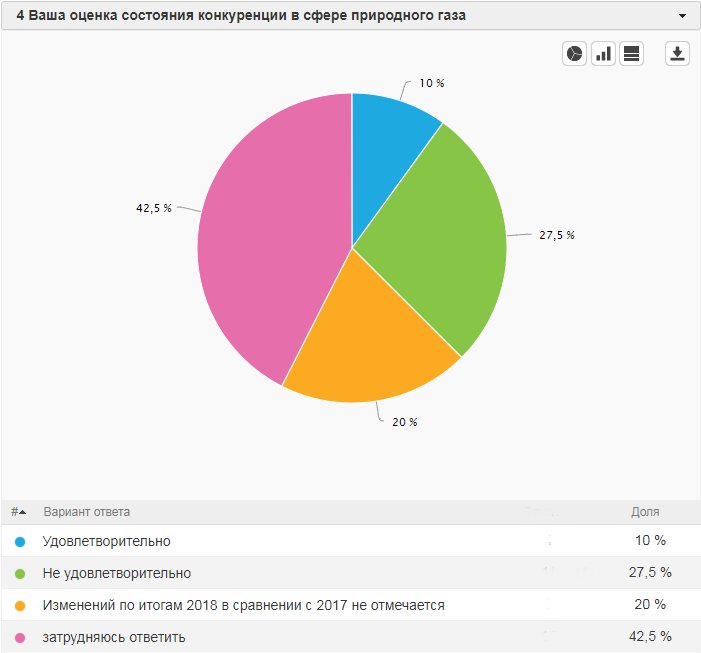 4 Ваша оценка состояния конкуренции в сфере природного газа
10 %
42,5 %
27,5 %
20 %
# Вариант ответа Доля
Удовлетворительно 10 %
Не удовлетворительно 27,5 %
Изменений по итогам 2018 в сравнении с 2017 не отмечается 20 %
затрудняюсь ответить 42,5 %